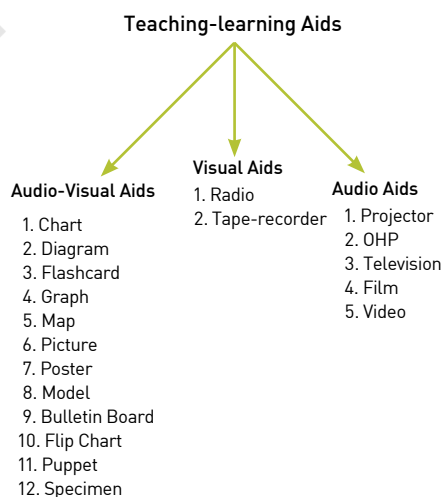 Teaching-learning Aids
Audio-Visual Aids
1. Chart
2. Diagram
3. Flashcard
4. Graph
5. Map
6. Picture
7. Poster
8. Model
9. Bulletin Board
10. Flip Chart
11. Puppet
12. Specimen
Visual Aids
1. Radio
2. Tape-recorder
Audio Aids
1. Projector
2. OHP
3. Television
4. Film
5. Video